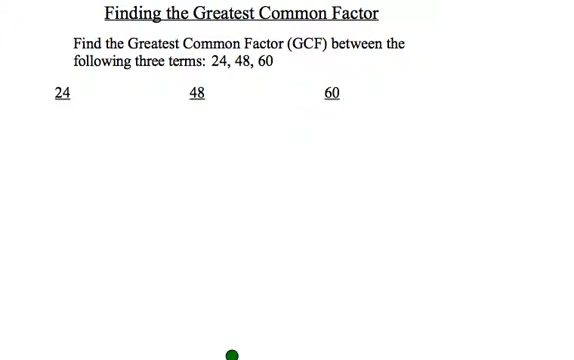 Finding the Greatest Common Factor
Find the Greatest Common Factor (GCF) between the
following three terms: 24, 48, 60
24 48 60